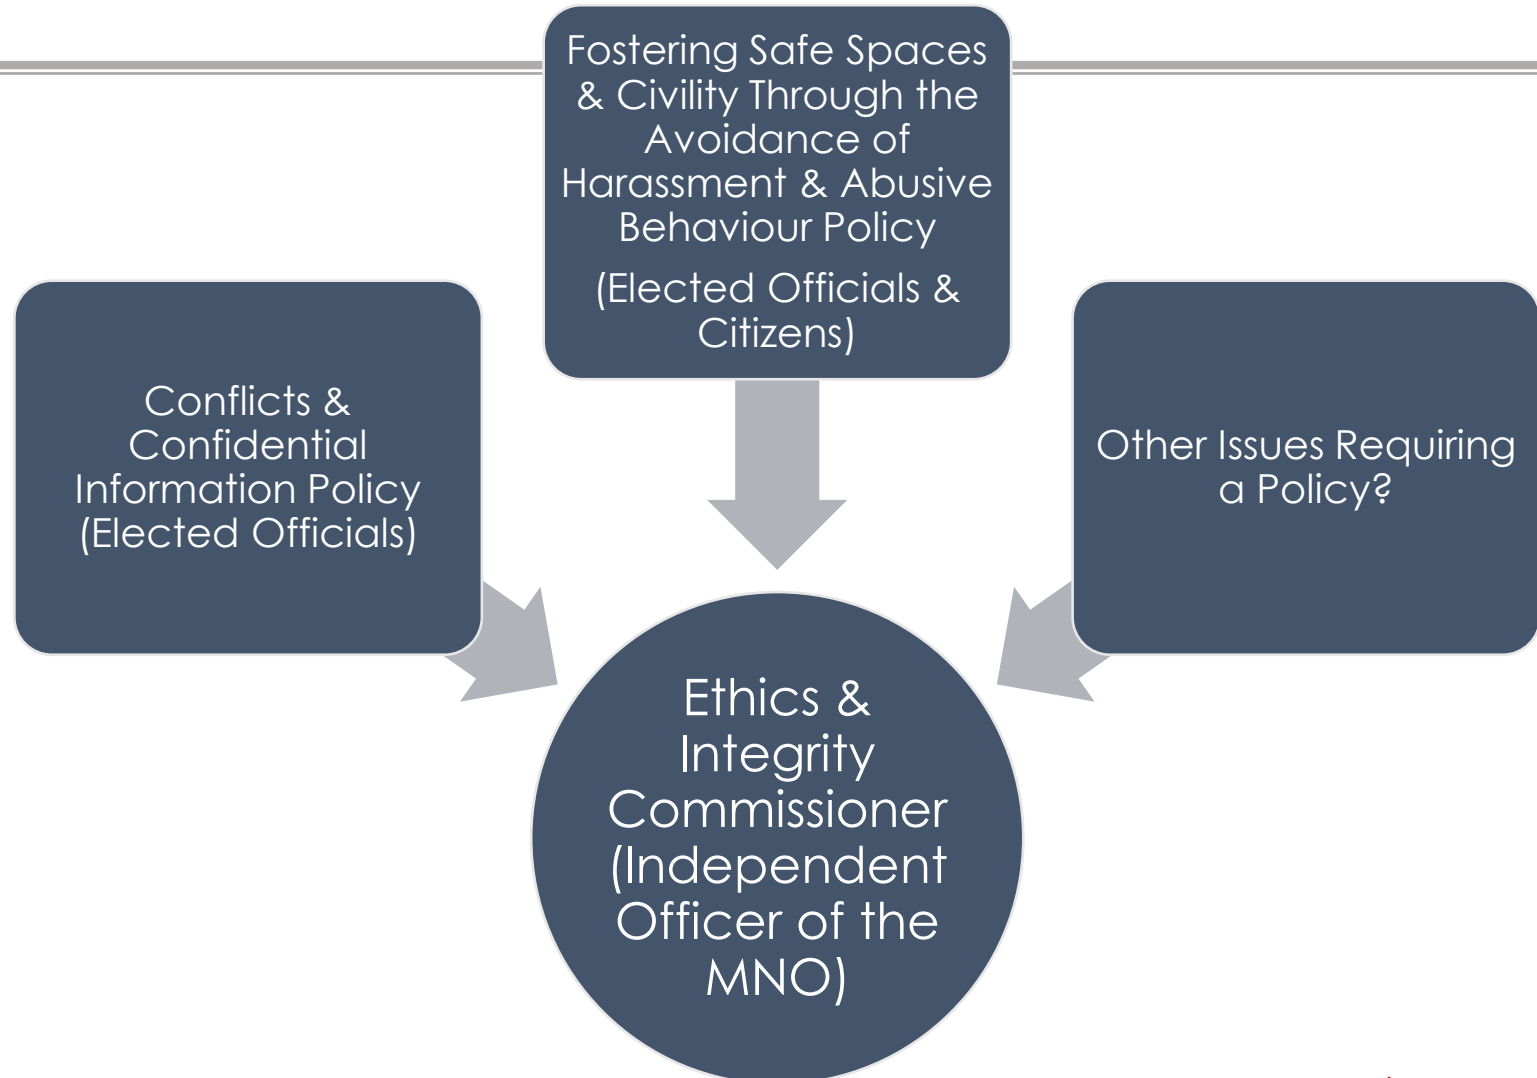 Fostering Safe Spaces
& Civility Through the
Avoidance of
Harassment & Abusive
Behaviour Policy
(Elected Officials &
Citizens)
Conflicts &
Confidential
Information Policy
(Elected Officials)
Other Issues Requiring
a Policy?
Ethics &
Integrity
Commissioner
(Independent
Officer of the
MNO)